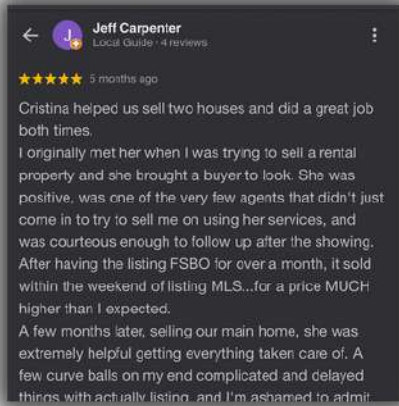 Jeff Carpenter
J
Local Guide · 4 reviews
5 months ago
Cristina helped us sell two houses and did a great job
both times.
I originally met her when I was trying to sell a rental
property and she brought a buyer to look. She was
positive, was one of the very few agents that didn't just
come in to try to sell me on using her services, and
was courteous enough to follow up after the showing.
After having the listing FSBO for over a month, it sold
within the weekend of listing MLS...for a price MUCH
higher than I expected.
A few months later, selling our main home, she was
extremely helpful getting everything taken care of. A
few curve balls on my end complicated and delayed
things with actually listing, and I'm ashamed to admit